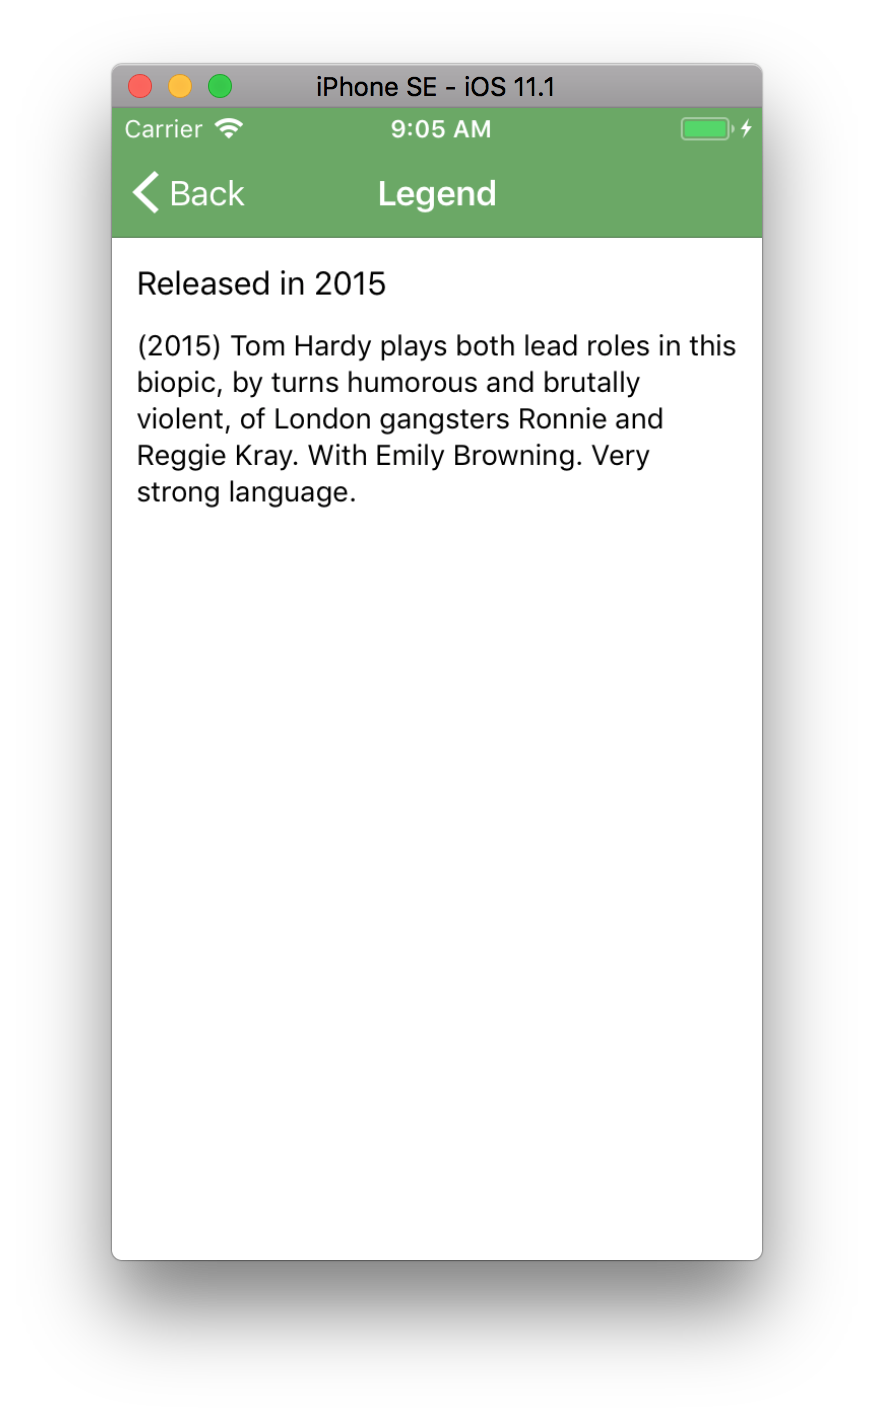 iPhone SE - iOS 11.1
Carrier 9:05 AM
Back Legend
Released in 2015
(2015) Tom Hardy plays both lead roles in this
biopic, by turns humorous and brutally
violent, of London gangsters Ronnie and
Reggie Kray. With Emily Browning. Very
strong language.